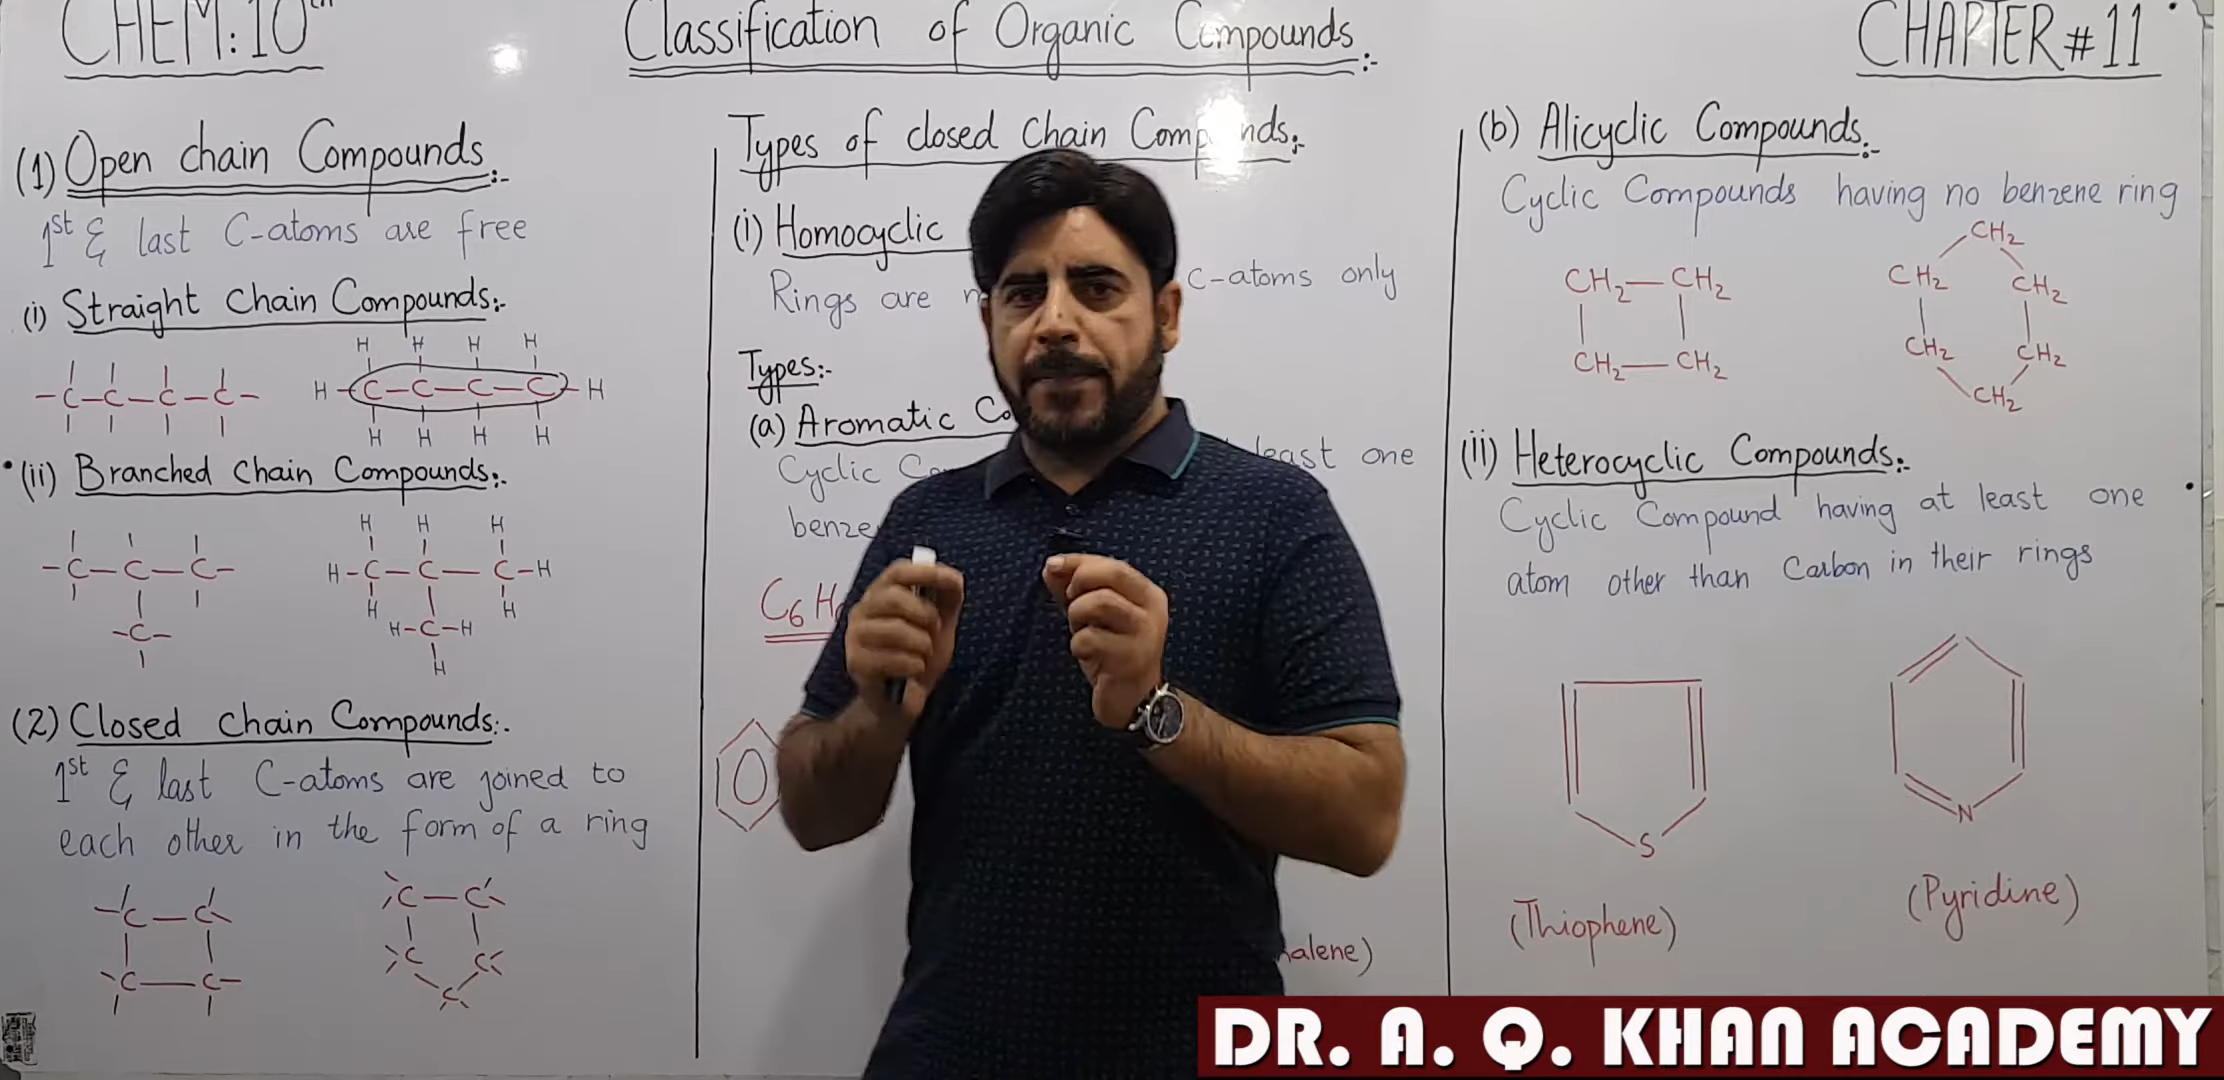 CHEM:10th
Classification of Organic Compounds:-
CHAPTER #11
(1) Open chain Compounds:-
1st & last C-atoms are free
(i) Straight Chain Compounds:-
H H H H
-C-C-C-C-
H-C-C-C-C-H
H H H H
(ii) Branched Chain Compounds:-
H H H
-C-C-C-
H-C-C-C-H
H H
-C-
H-C-H
H
(2) Closed Chain Compounds:-
1st & last C-atoms are joined to
each other in the form of a ring
C-C
C-C
C-C
C C
C
Types of closed Chain Comp nds:-
(i) Homocyclic
Rings are C-atoms only
Types:-
(a) Aromatic
Cyclic least one
C6H
alene)
(b) Alicyclic Compounds:-
Cyclic Compounds having no benzene ring
CH2-CH2
CH2-CH2
CH2
CH2 CH2
CH2 CH2
CH2
(ii) Heterocyclic Compounds:-
Cyclic Compound having at least one
atom other than Carbon in their rings
S
(Thiophene)
N
(Pyridine)
DR. A. Q. KHAN ACADEMY